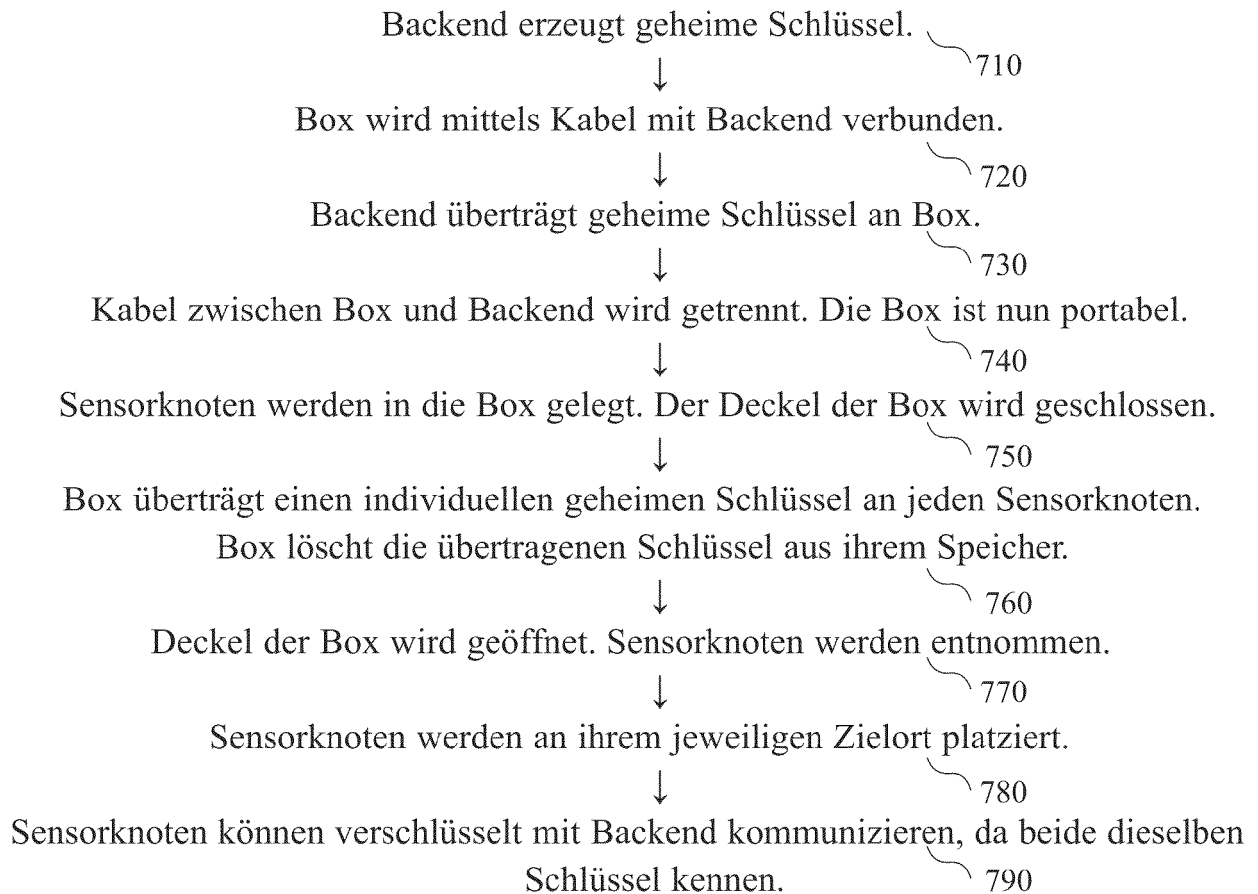 Backend erzeugt geheime Schlüssel.
710
↓
Box wird mittels Kabel mit Backend verbunden.
720
↓
Backend überträgt geheime Schlüssel an Box.
730
↓
Kabel zwischen Box und Backend wird getrennt. Die Box ist nun portabel.
740
↓
Sensorknoten werden in die Box gelegt. Der Deckel der Box wird geschlossen.
750
↓
Box überträgt einen individuellen geheimen Schlüssel an jeden Sensorknoten.
Box löscht die übertragenen Schlüssel aus ihrem Speicher.
760
↓
Deckel der Box wird geöffnet. Sensorknoten werden entnommen.
770
↓
Sensorknoten werden an ihrem jeweiligen Zielort platziert.
780
↓
Sensorknoten können verschlüsselt mit Backend kommunizieren, da beide dieselben
Schlüssel kennen.
790